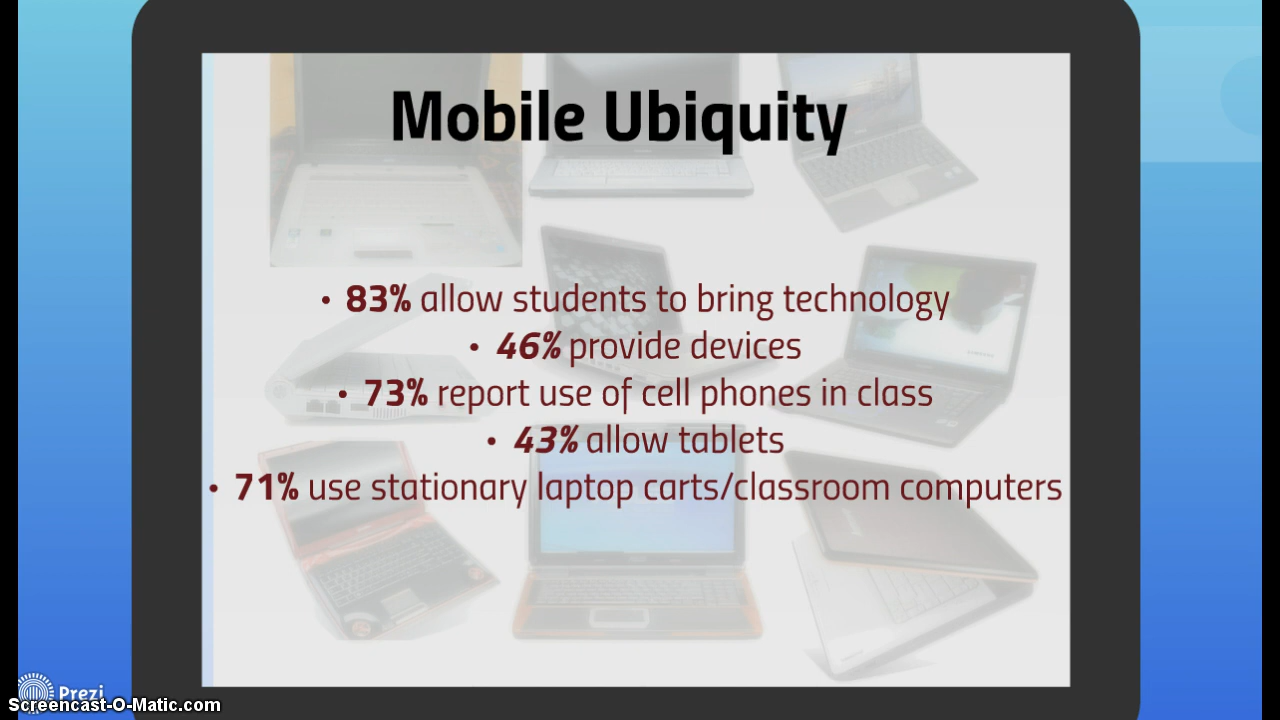 Mobile Ubiquity
• 83% allow students to bring technology
• 46% provide devices
• 73% report use of cell phones in class
• 43% allow tablets
• 71% use stationary laptop carts/classroom computers
Prezi
Screencast-O-Matic.com